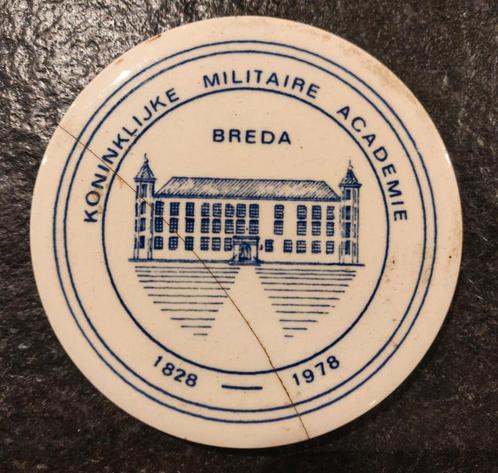 KONINKLIJKE MILITAIRE ACADEMIE
BREDA
1828 — 1978